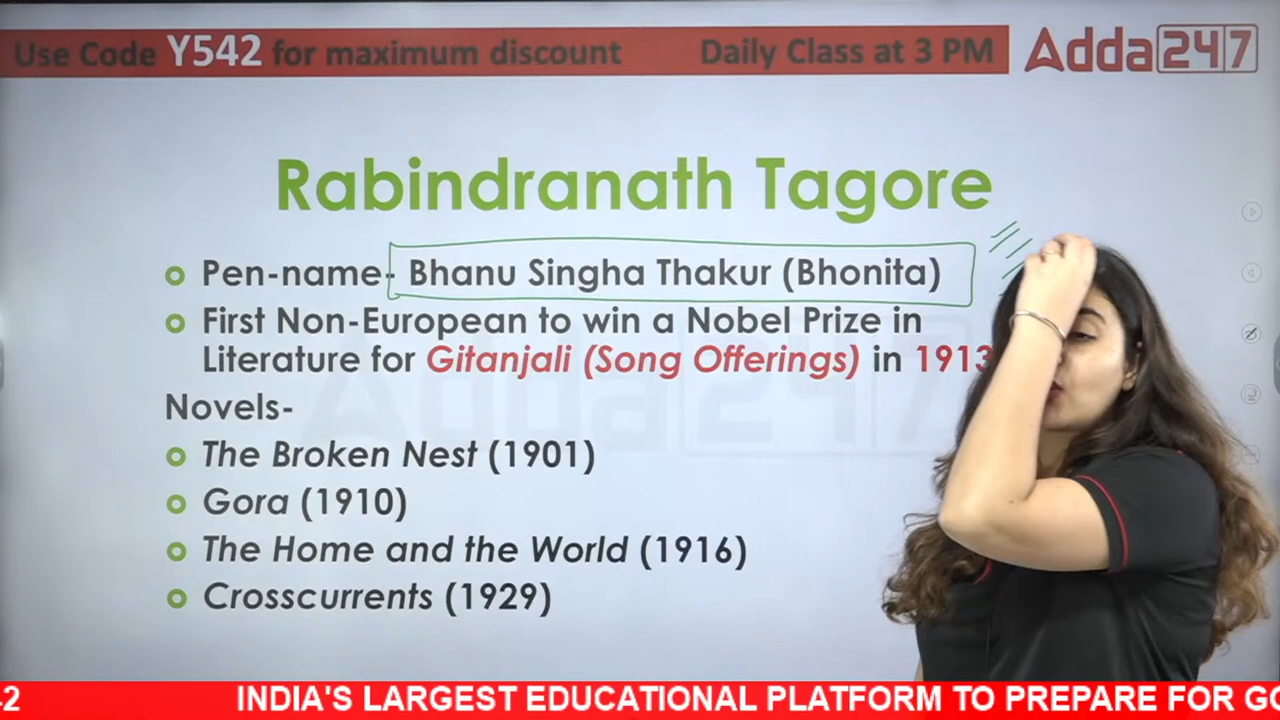 Use Code Y542 for maximum discount Daily Class at 3 PM Adda247
Rabindranath Tagore
Pen-name- Bhanu Singha Thakur (Bhonita)
First Non-European to win a Nobel Prize in
Literature for Gitanjali (Song Offerings) in 1913
Novels-
The Broken Nest (1901)
Gora (1910)
The Home and the World (1916)
Crosscurrents (1929)
42 INDIA'S LARGEST EDUCATIONAL PLATFORM TO PREPARE FOR GO